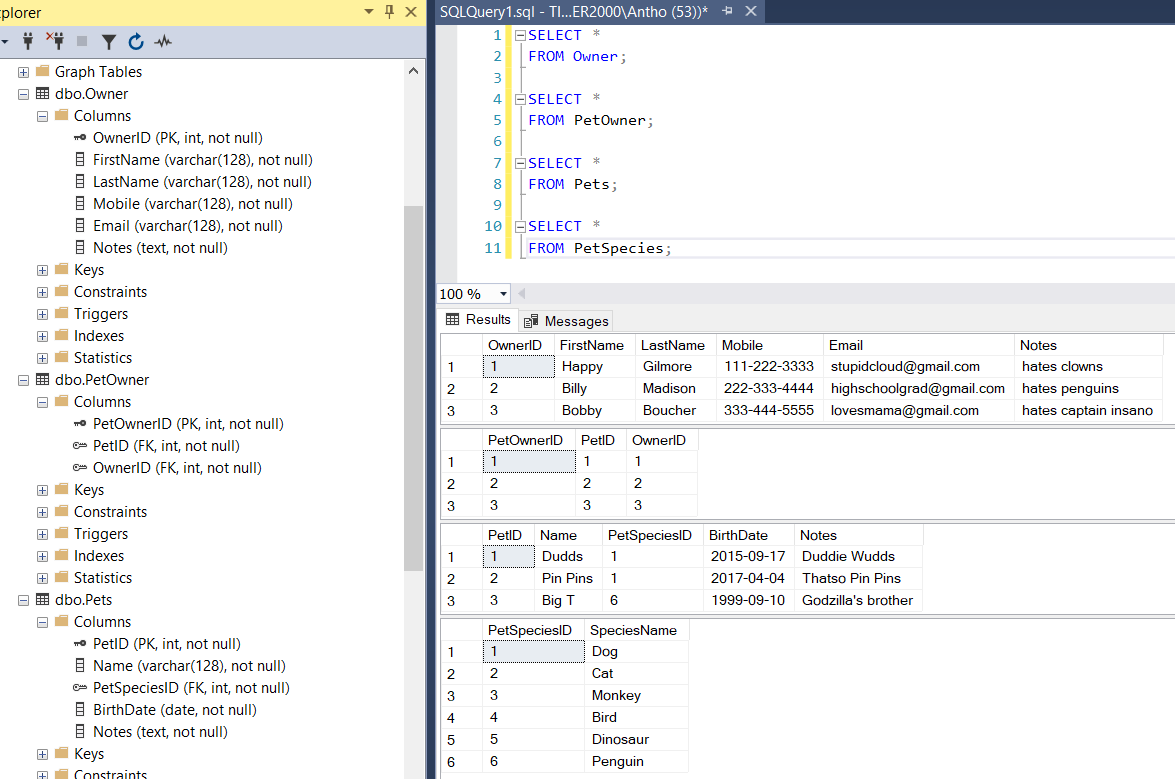 plorer
Graph Tables
dbo.Owner
Columns
OwnerID (PK, int, not null)
FirstName (varchar(128), not null)
LastName (varchar(128), not null)
Mobile (varchar(128), not null)
Email (varchar(128), not null)
Notes (text, not null)
Keys
Constraints
Triggers
Indexes
Statistics
dbo.PetOwner
Columns
PetOwnerID (PK, int, not null)
PetID (FK, int, not null)
OwnerID (FK, int, not null)
Keys
Constraints
Triggers
Indexes
Statistics
dbo.Pets
Columns
PetID (PK, int, not null)
Name (varchar(128), not null)
PetSpeciesID (FK, int, not null)
BirthDate (date, not null)
Notes (text, not null)
Keys
Constraints
SQLQuery1.sql - TI...ER2000\Antho (53))*
1 SELECT *
2 FROM Owner;
3
4 SELECT *
5 FROM PetOwner;
6
7 SELECT *
8 FROM Pets;
9
10 SELECT *
11 FROM PetSpecies;
100 %
Results Messages
OwnerID FirstName LastName Mobile Email Notes
1 1 Happy Gilmore 111-222-3333 stupidcloud@gmail.com hates clowns
2 2 Billy Madison 222-333-4444 highschoolgrad@gmail.com hates penguins
3 3 Bobby Boucher 333-444-5555 lovesmama@gmail.com hates captain insano
PetOwnerID PetID OwnerID
1 1 1 1
2 2 2 2
3 3 3 3
PetID Name PetSpeciesID BirthDate Notes
1 1 Dudds 1 2015-09-17 Duddie Wudds
2 2 Pin Pins 1 2017-04-04 Thatso Pin Pins
3 3 Big T 6 1999-09-10 Godzilla's brother
PetSpeciesID SpeciesName
1 1 Dog
2 2 Cat
3 3 Monkey
4 4 Bird
5 5 Dinosaur
6 6 Penguin